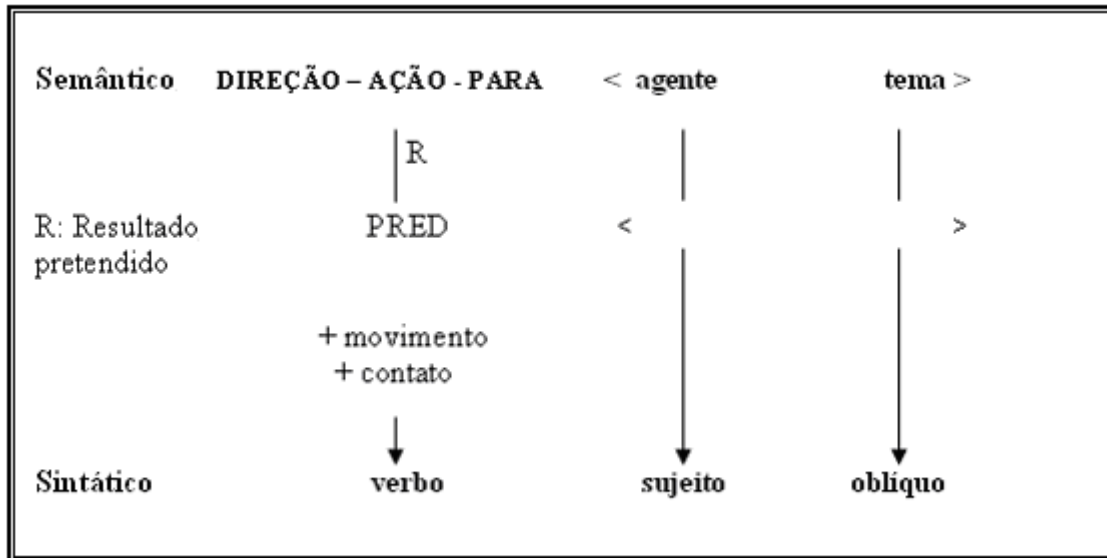 Semântico DIREÇÃO – AÇÃO - PARA < agente tema >
R
R: Resultado pretendido PRED < >
+ movimento
+ contato
Sintático verbo sujeito oblíquo